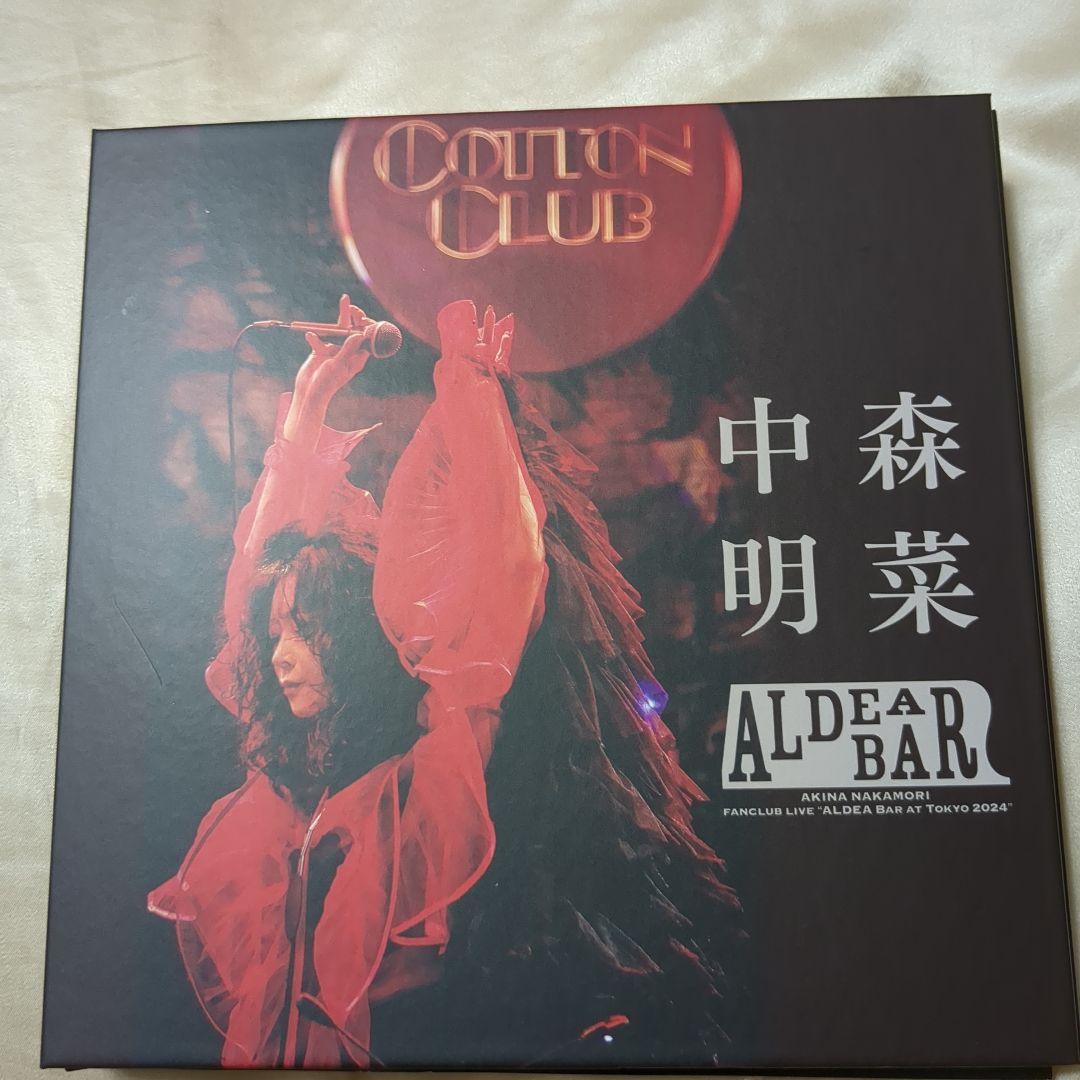 COTTON
CLUB
中森
明菜
ALDEA
BAR
AKINA NAKAMORI
FANCLUB LIVE "ALDEA BAR AT TOKYO 2024"